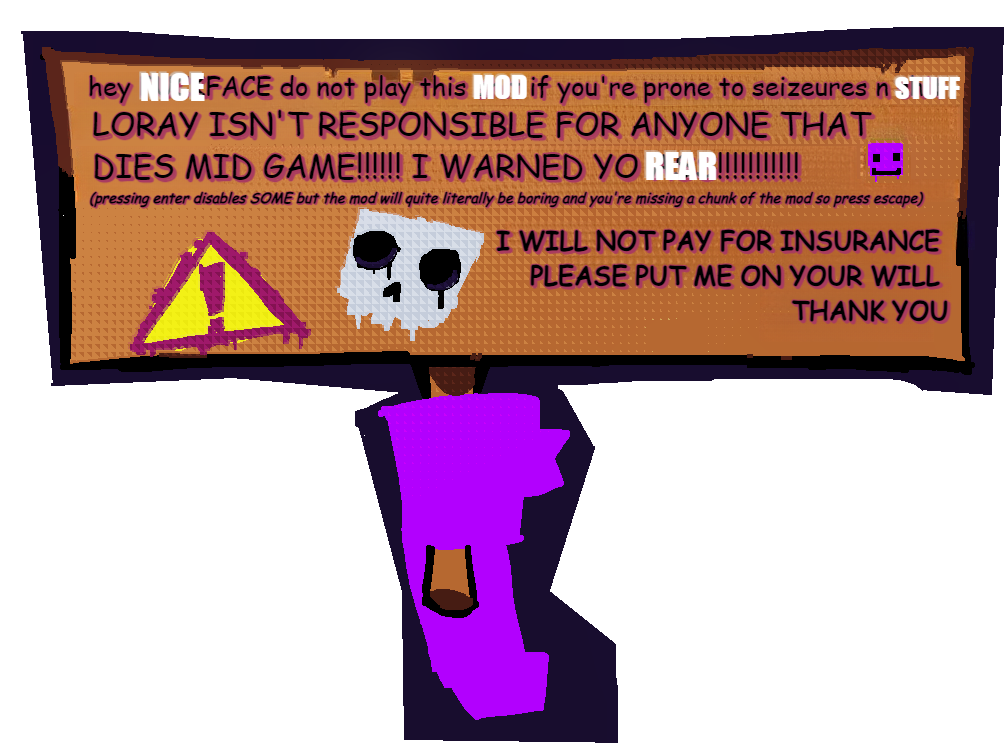 hey NICEFACE do not play this MOD if you're prone to seizeures n STUFF
LORAY ISN'T RESPONSIBLE FOR ANYONE THAT
DIES MID GAME!!!!!! I WARNED YO REAR!!!!!!!!!!!
(pressing enter disables SOME but the mod will quite literally be boring and you're missing a chunk of the mod so press escape)
I WILL NOT PAY FOR INSURANCE
PLEASE PUT ME ON YOUR WILL
THANK YOU